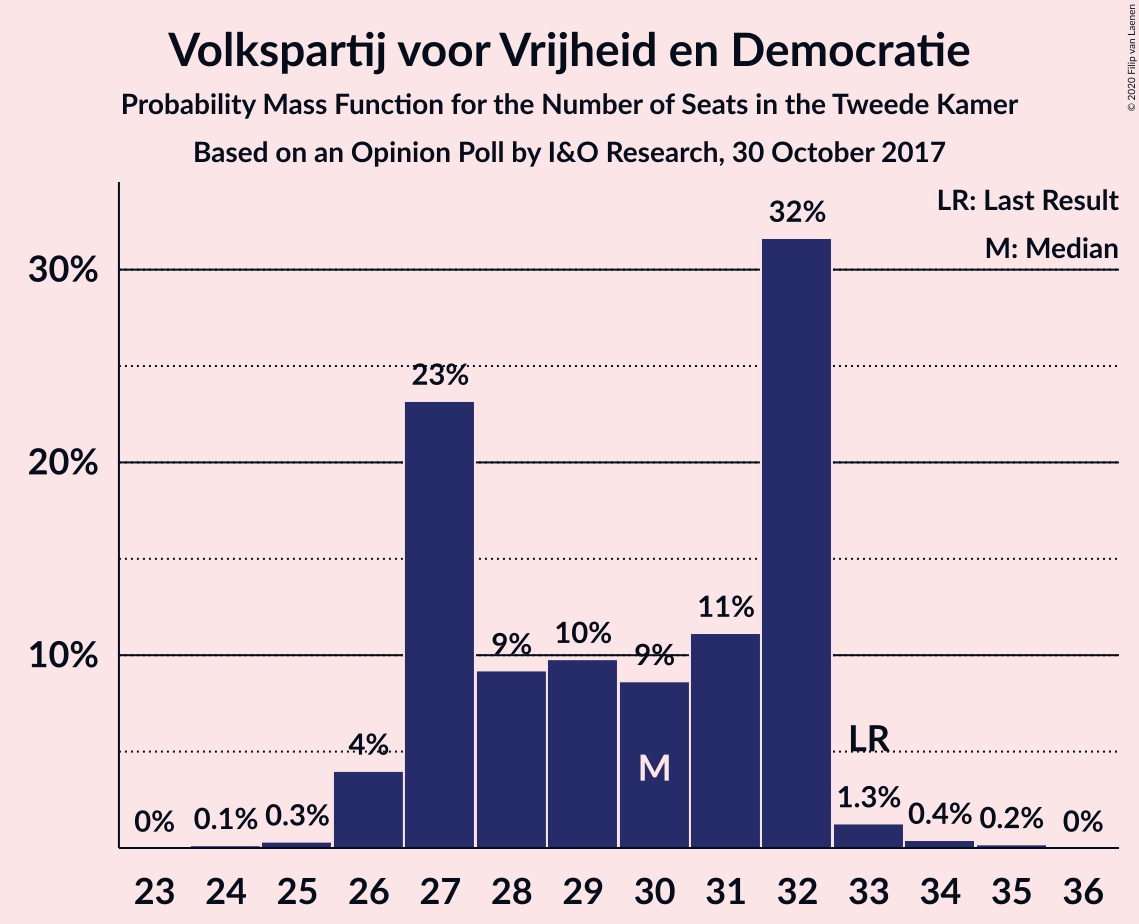 Volkspartij voor Vrijheid en Democratie
Probability Mass Function for the Number of Seats in the Tweede Kamer
Based on an Opinion Poll by I&O Research, 30 October 2017
© 2020 Filip van Laenen
LR: Last Result
M: Median
30%
20%
10%
0%
0.1%
0.3%
4%
23%
9%
10%
9%
11%
32%
1.3%
0.4%
0.2%
0%
M
LR
23 24 25 26 27 28 29 30 31 32 33 34 35 36